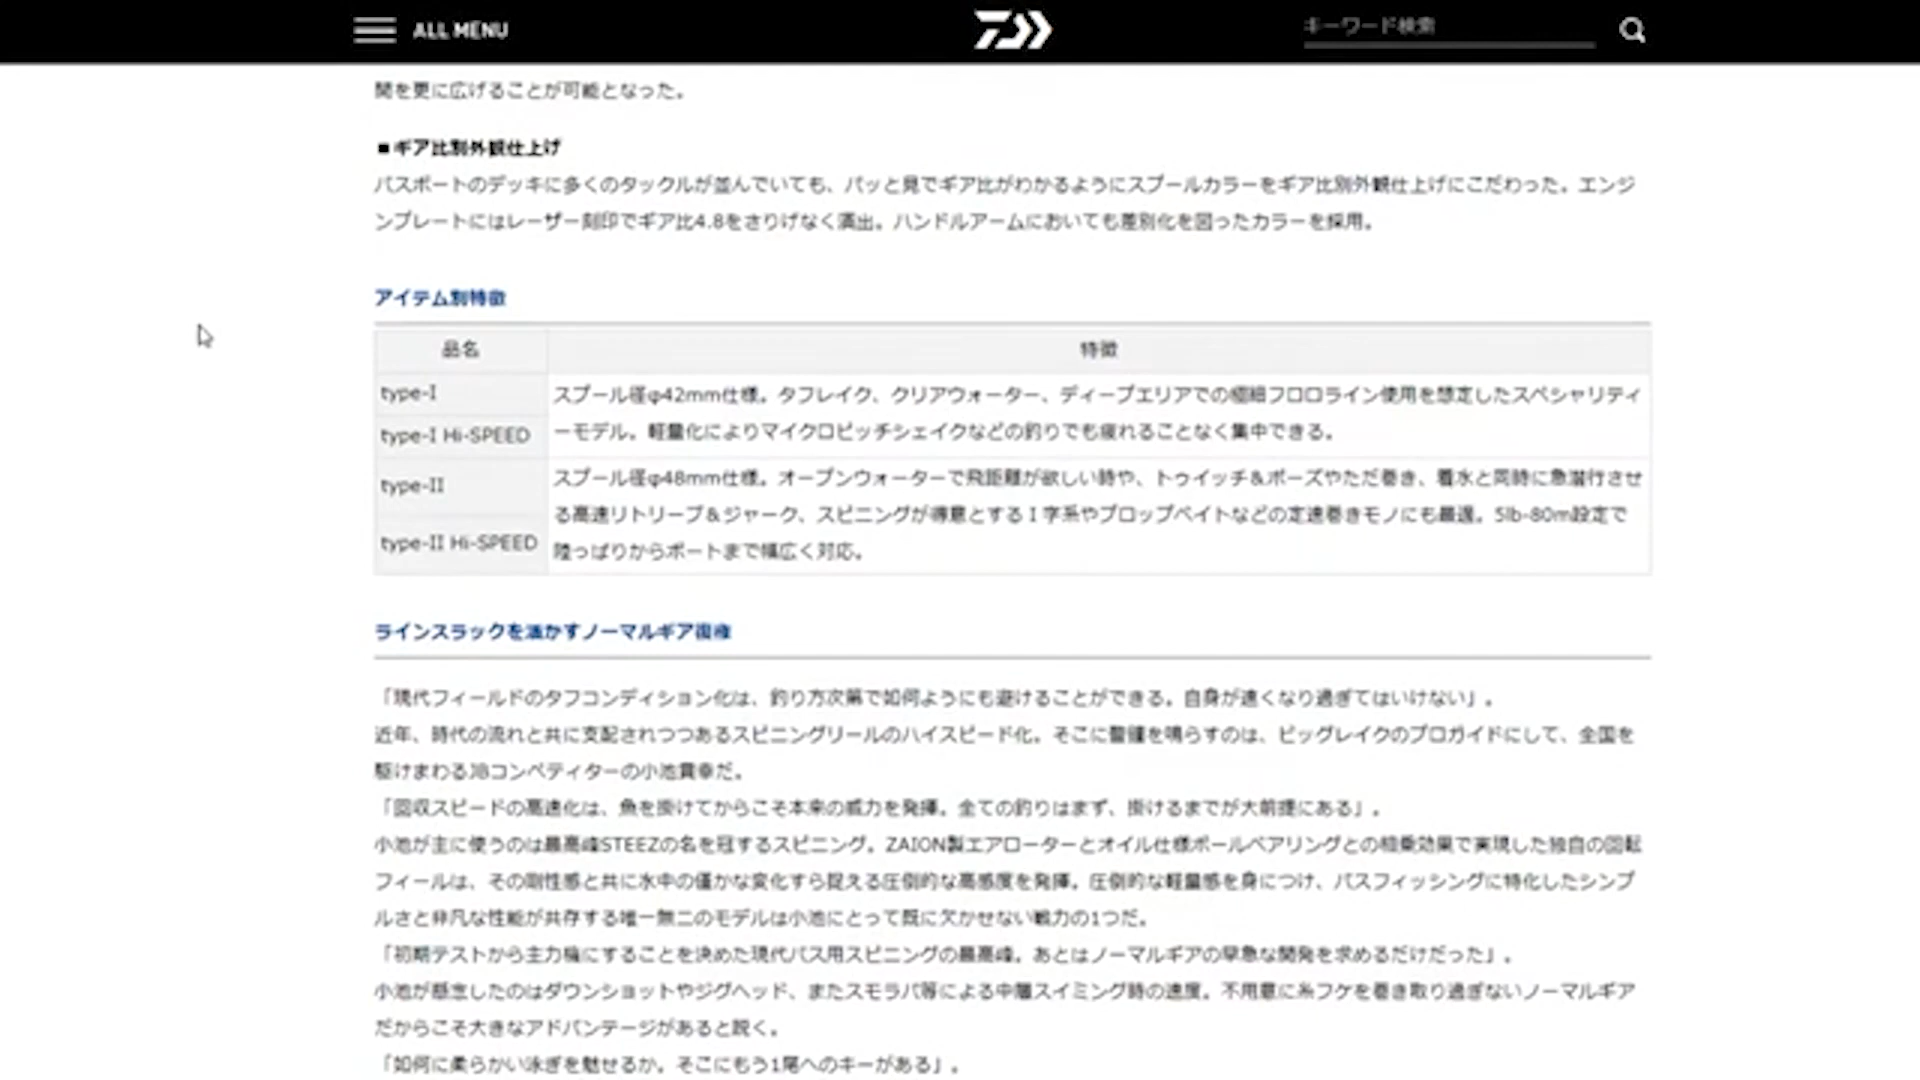 ALL MENU
キーワード検索
開を更に広げることが可能となった。
■ギア比別外観仕上げ
バスボートのデッキに多くのタックルが並んでいても、パッと見でギア比がわかるようにスプールカラーをギア比別外観仕上げにこだわった。エンジ
ンプレートにはレーザー刻印でギア比4.8をさりげなく演出。ハンドルアームにおいても差別化を図ったカラーを採用。
アイテム別特徴
品名
特徴
type-I
スプール径φ42mm仕様。タフレイク、クリアウォーター、ディープエリアでの極細フロロライン使用を想定したスペシャリティ
type-I Hi-SPEED
ーモデル。軽量化によりマイクロピッチシェイクなどの釣りでも疲れることなく集中できる。
type-II
スプール径φ48mm仕様。オープンウォーターで飛距離が欲しい時や、トゥイッチ&ポーズやただ巻き、着水と同時に急潜行させ
る高速リトリーブ&ジャーク、スピニングが得意とするI字系やプロップベイトなどの定速巻きモノにも最適。5lb-80m設定で
type-II Hi-SPEED
陸っぱりからボートまで幅広く対応。
ラインスラックを活かすノーマルギア復権
「現代フィールドのタフコンディション化は、釣り方次第で如何ようにも避けることができる。自身が速くなり過ぎてはいけない」。
近年、時代の流れと共に支配されつつあるスピニングリールのハイスピード化。そこに警鐘を鳴らすのは、ビッグレイクのプロガイドにして、全国を
駆けまわるJBコンペティターの小池貴幸だ。
「回収スピードの高速化は、魚を掛けてからこそ本来の威力を発揮。全ての釣りはまず、掛けるまでが大前提にある」。
小池が主に使うのは最高峰STEEZの名を冠するスピニング。ZAION製エアローターとオイル仕様ボールベアリングとの相乗効果で実現した独自の回転
フィールは、その剛性感と共に水中の僅かな変化すら捉える圧倒的な高感度を発揮。圧倒的な軽量感を身につけ、バスフィッシングに特化したシンプ
ルさと非凡な性能が共存する唯一無二のモデルは小池にとって既に欠かせない戦力の1つだ。
「初期テストから主力機にすることを決めた現代バス用スピニングの最高峰。あとはノーマルギアの早急な開発を求めるだけだった」。
小池が懸念したのはダウンショットやジグヘッド、またスモラバ等による中層スイミング時の速度。不用意に糸フケを巻き取り過ぎないノーマルギア
だからこそ大きなアドバンテージがあると説く。
「如何に柔らかい泳ぎを魅せるか。そこにもう1尾へのキーがある」。